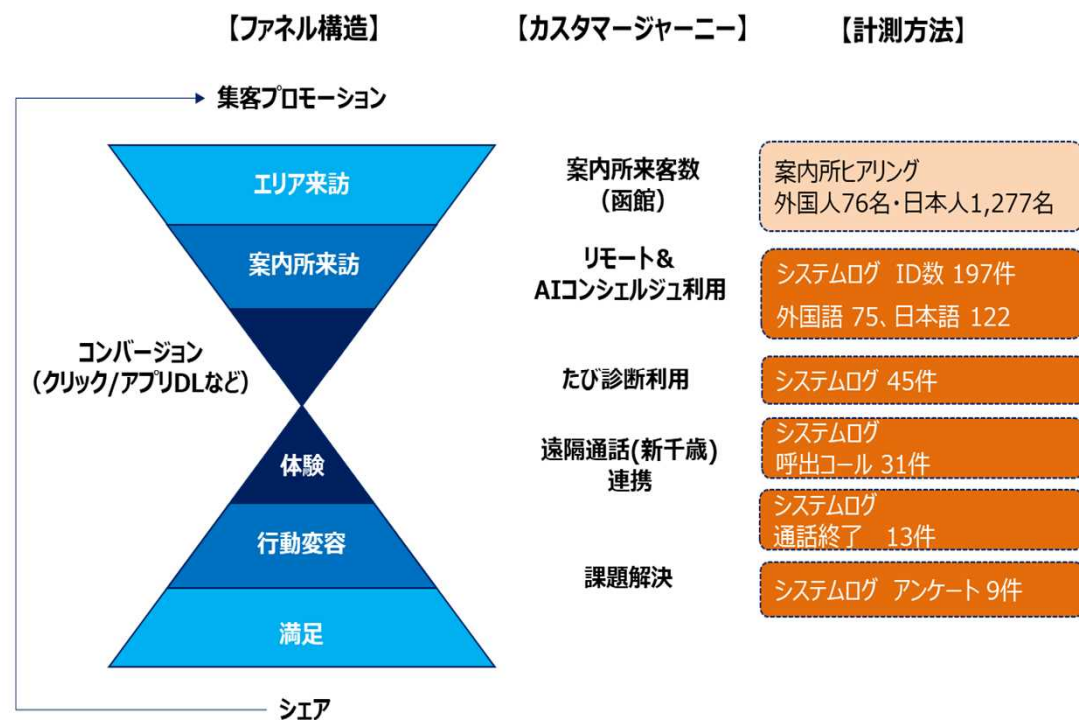 【ファネル構造】
【カスタマージャーニー】
【計測方法】
集客プロモーション
エリア来訪
案内所来訪
コンバージョン
(クリック/アプリDLなど)
体験
行動変容
満足
シェア
案内所来客数
(函館)
リモート&
AIコンシェルジュ利用
たび診断利用
遠隔通話(新千歳)
連携
課題解決
案内所ヒアリング
外国人76名・日本人1,277名
システムログ ID数 197件
外国語 75、日本語 122
システムログ 45件
システムログ
呼出コール 31件
システムログ
通話終了 13件
システムログ アンケート 9件